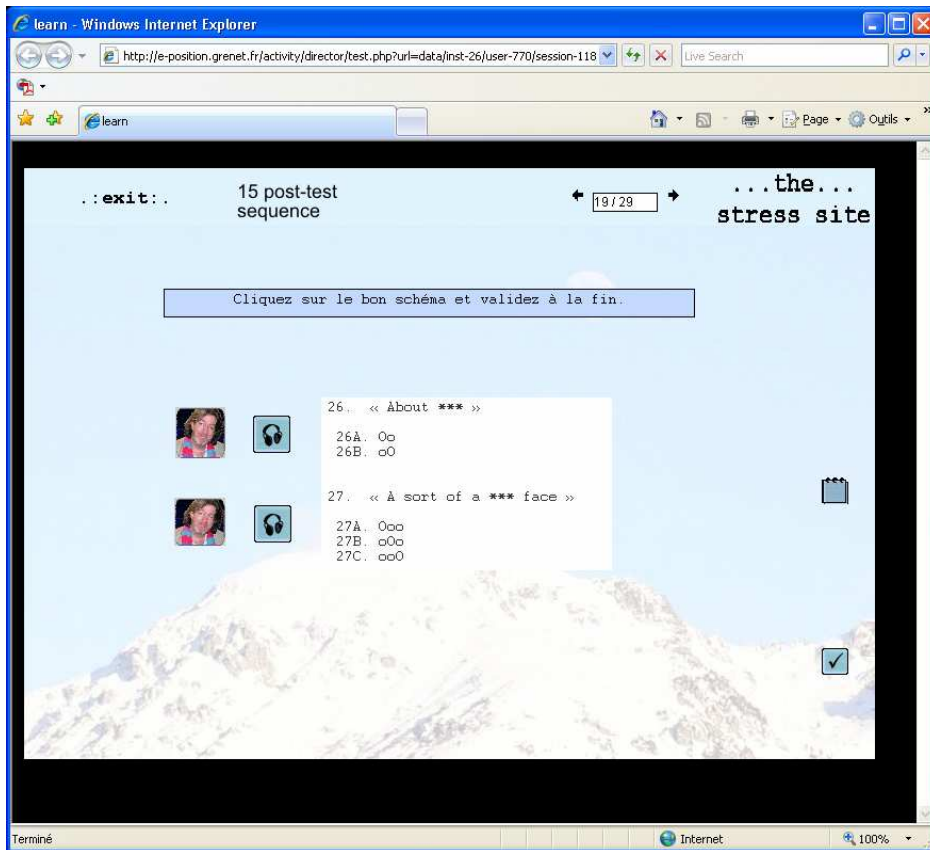 learn - Windows Internet Explorer
http://e-position.grenet.fr/activity/director/test.php?url=data/inst-26/user-770/session-118
Live Search
learn
Page
Outils
»
.:exit:.
15 post-test
sequence
19 / 29
...the...
stress site
Cliquez sur le bon schéma et validez à la fin.
26. « About *** »
26A. Oo
26B. oO
27. « A sort of a *** face »
27A. Ooo
27B. oOo
27C. ooO
Terminé
Internet
100%